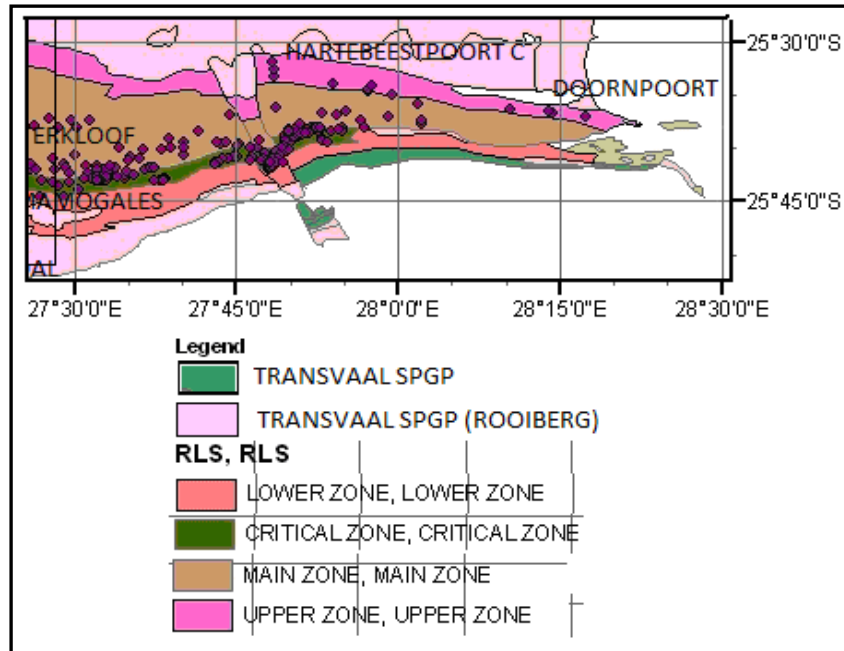 HARTEBEESTPOORT C
25°30'0"S
DOORNPOORT
ERKLOOF
AMOGALES
25°45'0"S
AL
27°30'0"E 27°45'0"E 28°0'0"E 28°15'0"E 28°30'0"E
Legend
TRANSVAAL SPGP
TRANSVAAL SPGP (ROOIBERG)
RLS, RLS
LOWER ZONE, LOWER ZONE
CRITICAL ZONE, CRITICAL ZONE
MAIN ZONE, MAIN ZONE
UPPER ZONE, UPPER ZONE